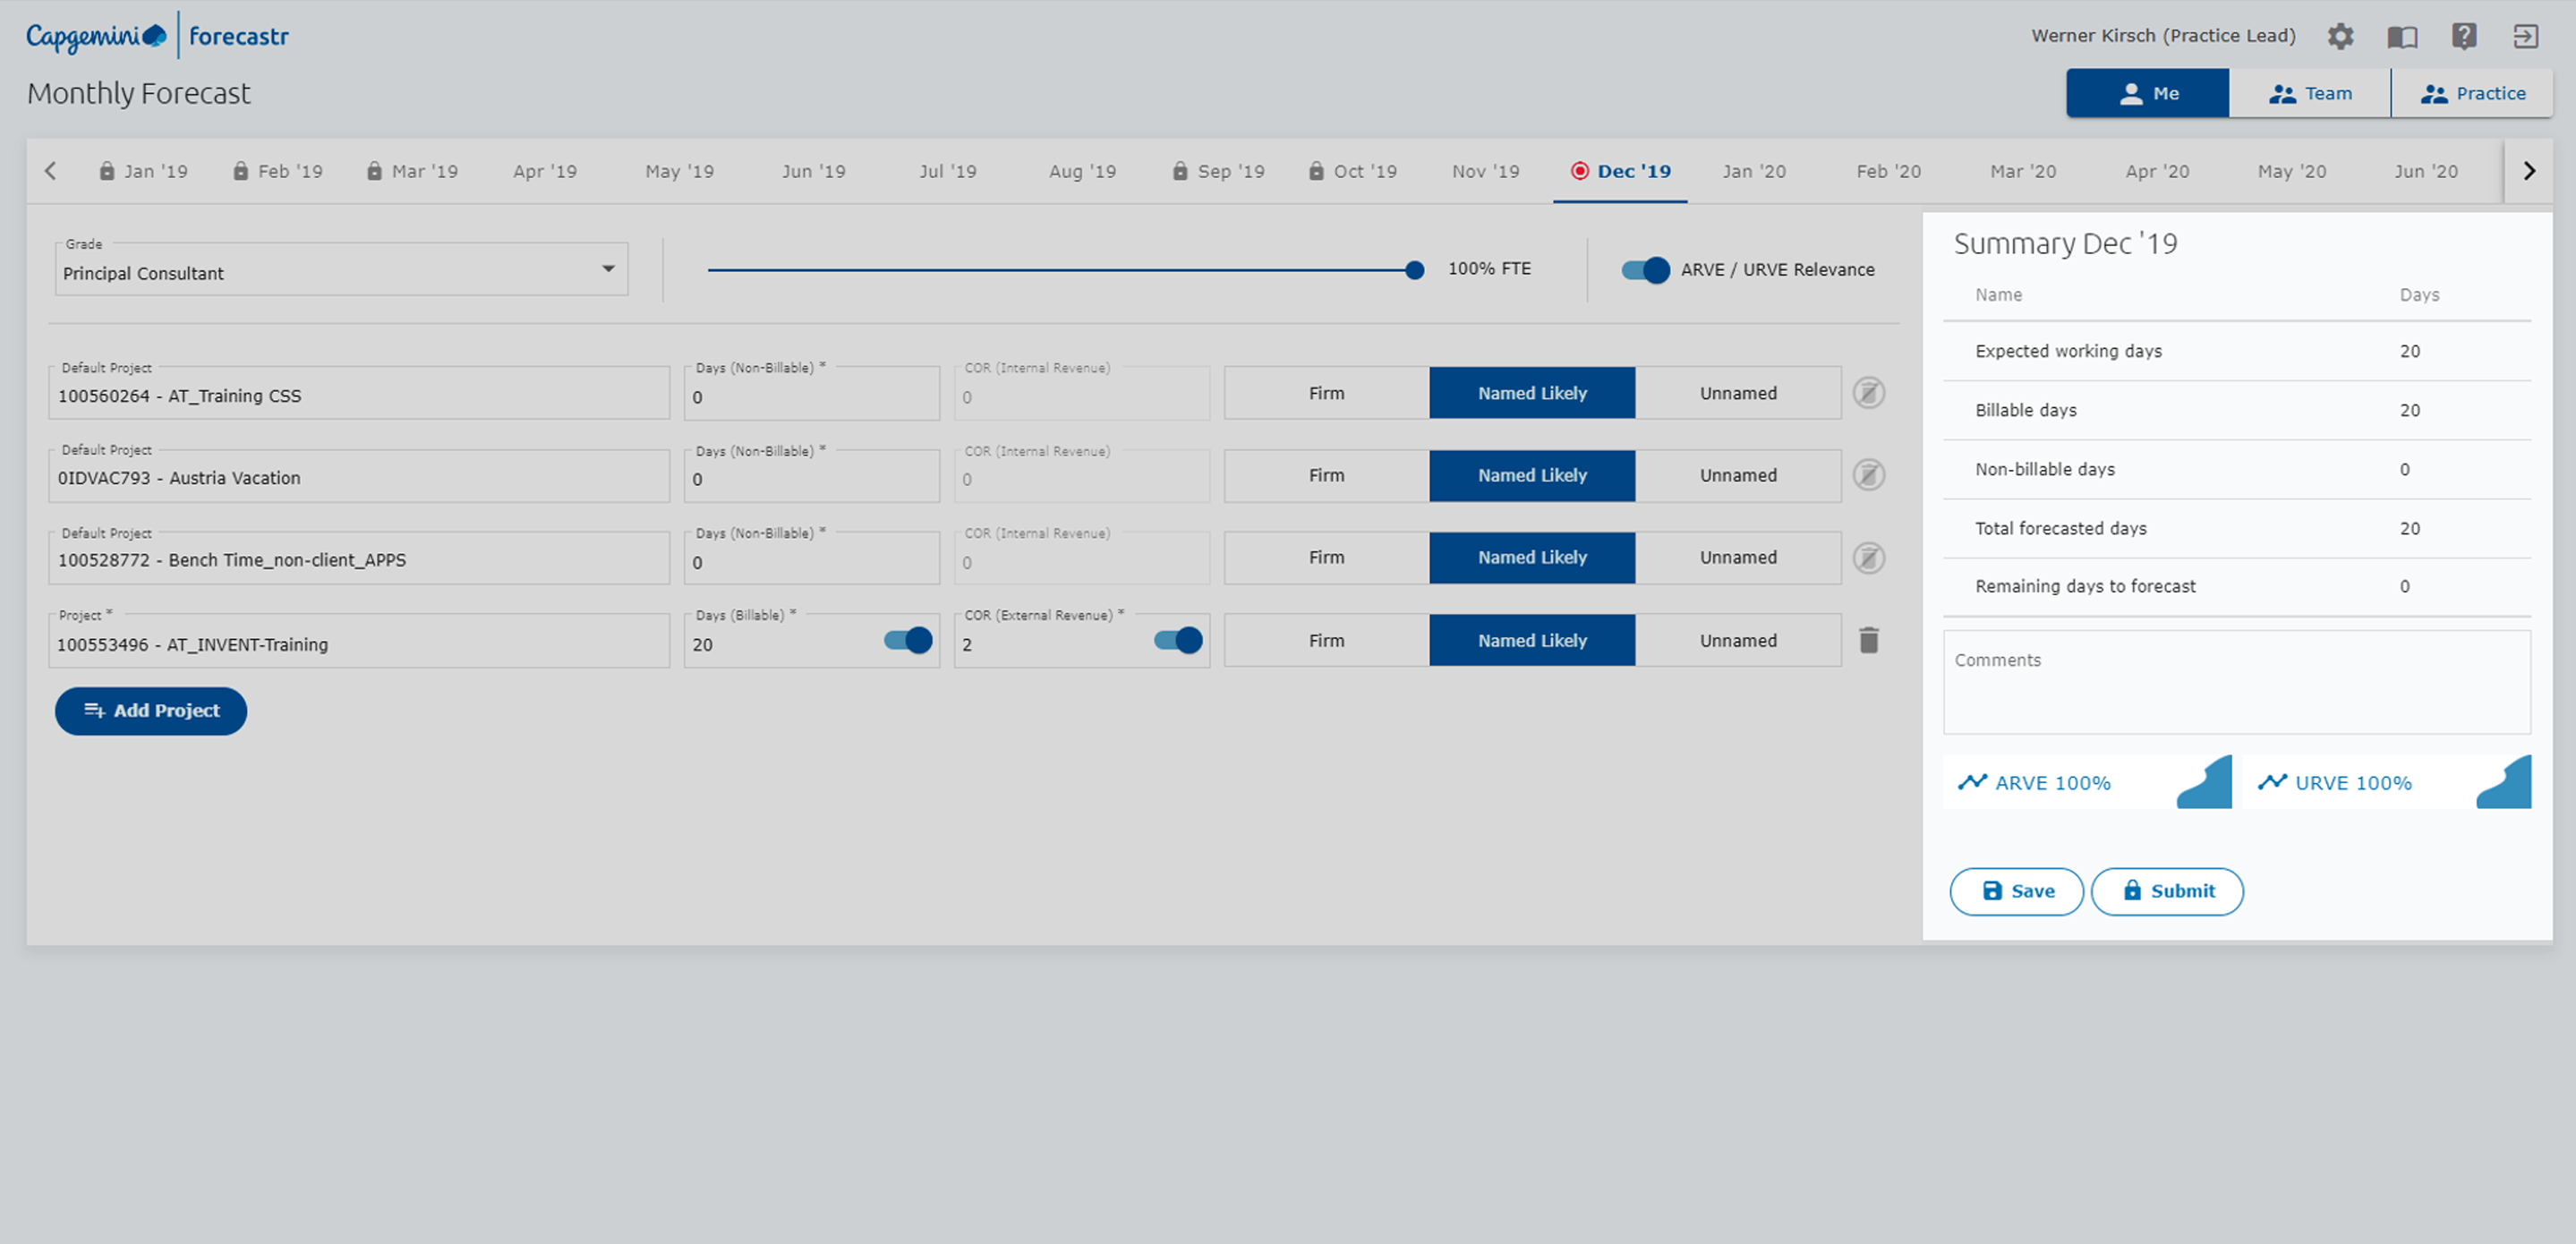 Capgemini forecastr
Werner Kirsch (Practice Lead)
Monthly Forecast
Me Team Practice
Jan '19 Feb '19 Mar '19 Apr '19 May '19 Jun '19 Jul '19 Aug '19 Sep '19 Oct '19 Nov '19 Dec '19 Jan '20 Feb '20 Mar '20 Apr '20 May '20 Jun '20
Grade
Principal Consultant
100% FTE
ARVE / URVE Relevance
Default Project Days (Non-Billable) * COR (Internal Revenue)
100560264 - AT_Training CSS 0 0 Firm Named Likely Unnamed
Default Project Days (Non-Billable) * COR (Internal Revenue)
0IDVAC793 - Austria Vacation 0 0 Firm Named Likely Unnamed
Default Project Days (Non-Billable) * COR (Internal Revenue)
100528772 - Bench Time_non-client_APPS 0 0 Firm Named Likely Unnamed
Project * Days (Billable) * COR (External Revenue) *
100553496 - AT_INVENT-Training 20 2 Firm Named Likely Unnamed
Add Project
Summary Dec '19
Name Days
Expected working days 20
Billable days 20
Non-billable days 0
Total forecasted days 20
Remaining days to forecast 0
Comments
ARVE 100% URVE 100%
Save Submit